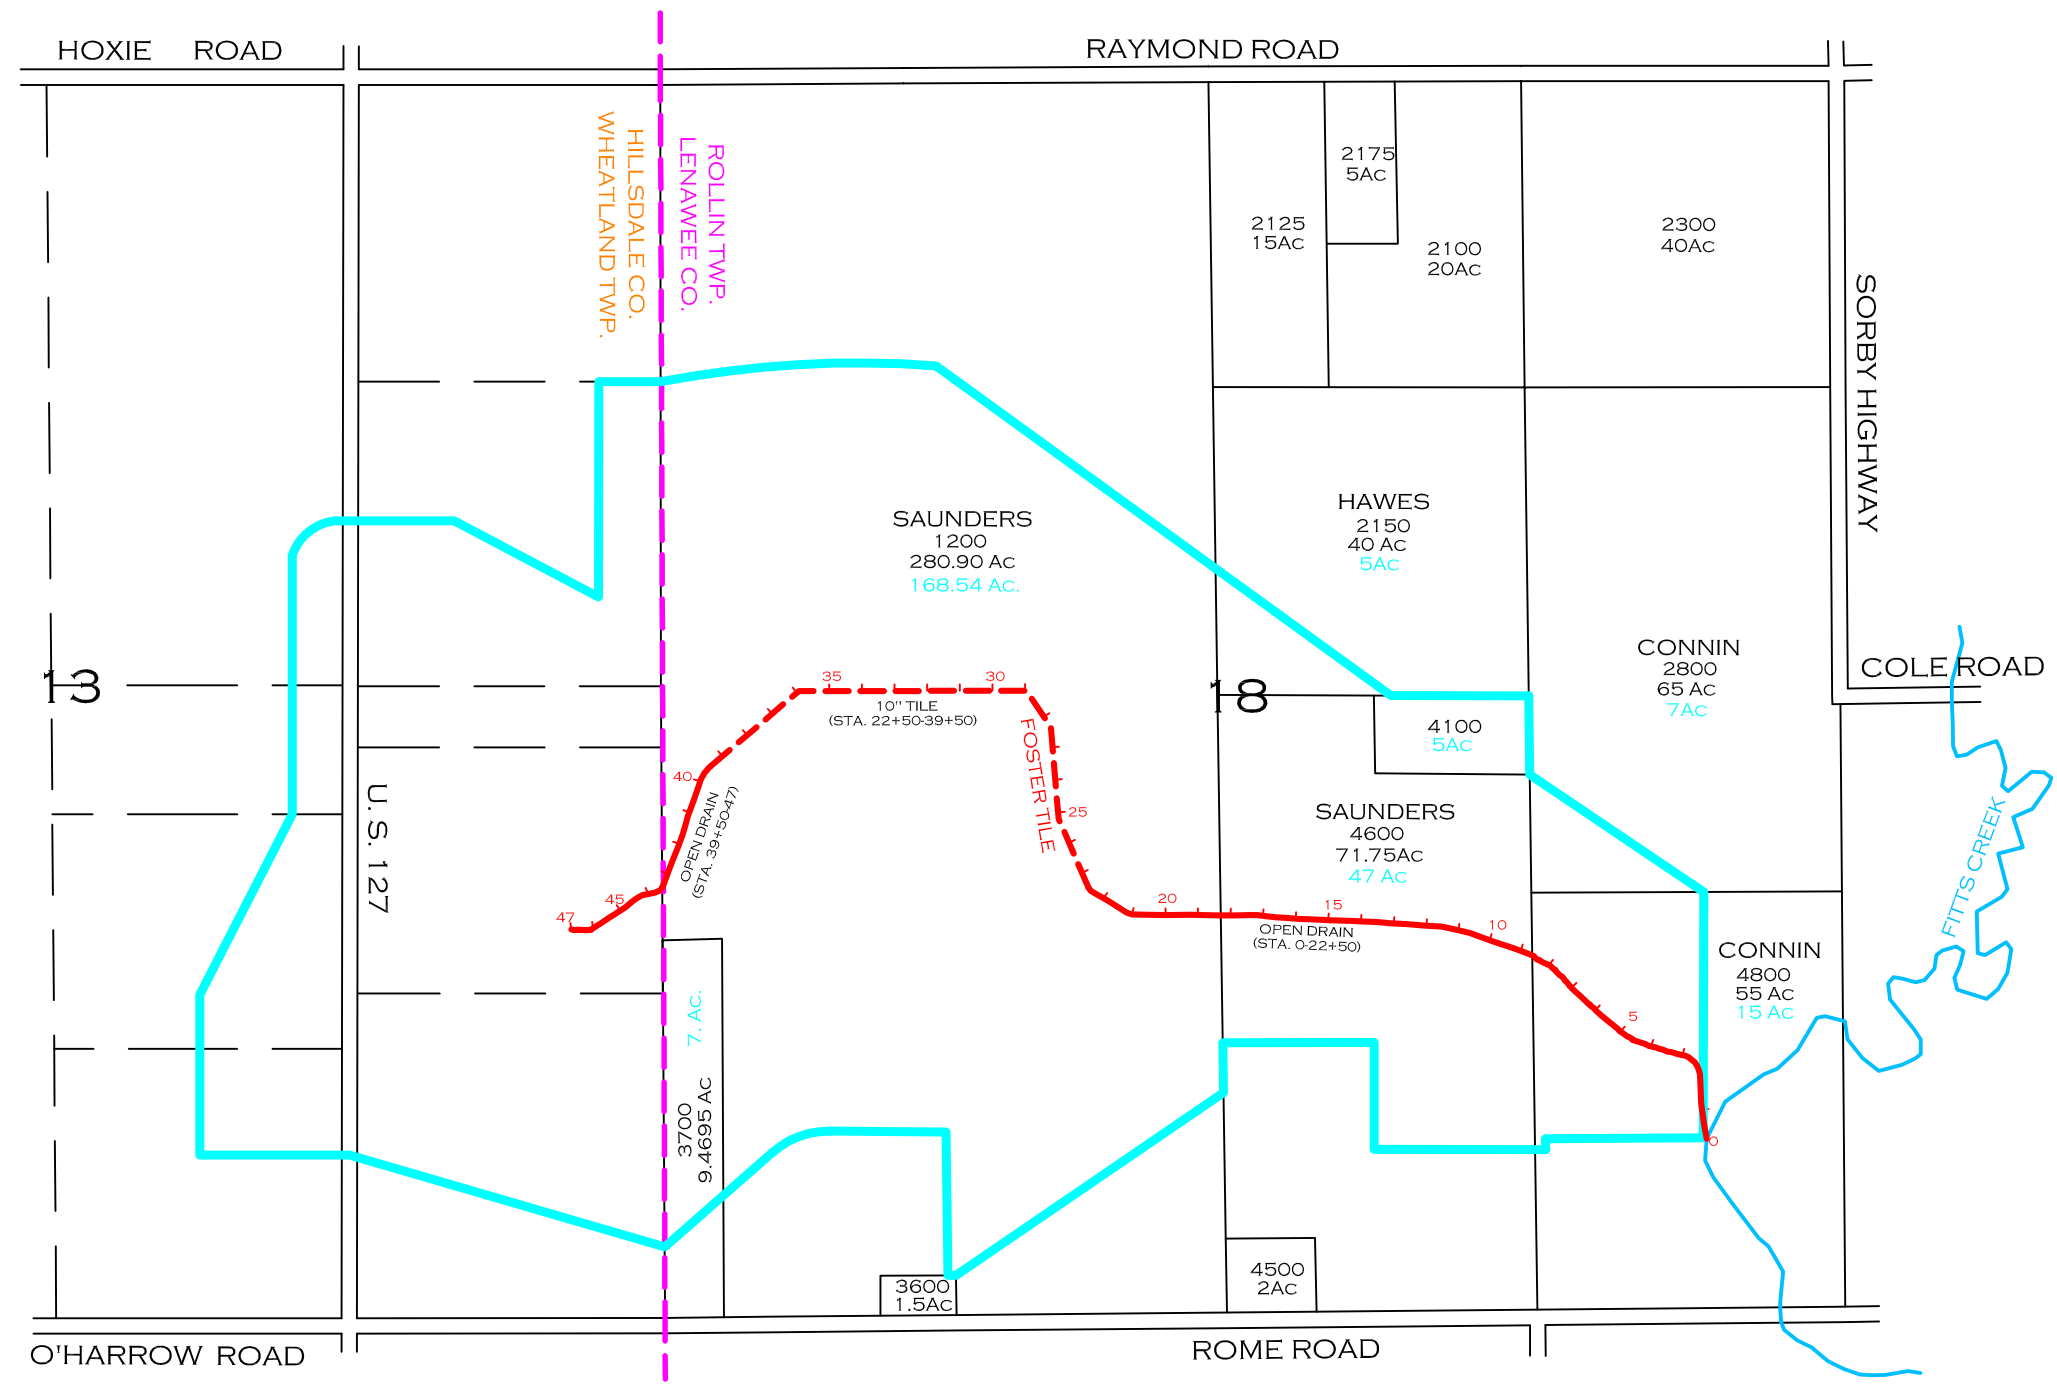 HOXIE ROAD
RAYMOND ROAD
WHEATLAND TWP.
HILLSDALE CO.
LENAWEE CO.
ROLLIN TWP.
2175
5AC
2125
15AC
2100
20AC
2300
40AC
SORBY HIGHWAY
SAUNDERS
1200
280.90 AC
168.54 AC.
HAWES
2150
40 AC
5AC
CONNIN
2800
65 AC
7AC
COLE ROAD
13
18
35
30
10" TILE
(STA. 22+50-39+50)
FOSTER TILE
4100
5AC
40
OPEN DRAIN
(STA. 39+50-47)
25
SAUNDERS
4600
71.75AC
47 AC
U.S. 127
FITTS CREEK
47
45
20
15
10
OPEN DRAIN
(STA. 0-22+50)
CONNIN
4800
55 AC
15 AC
5
0
3700
9.4695 AC
7. AC.
3600
1.5AC
4500
2AC
O'HARROW ROAD
ROME ROAD